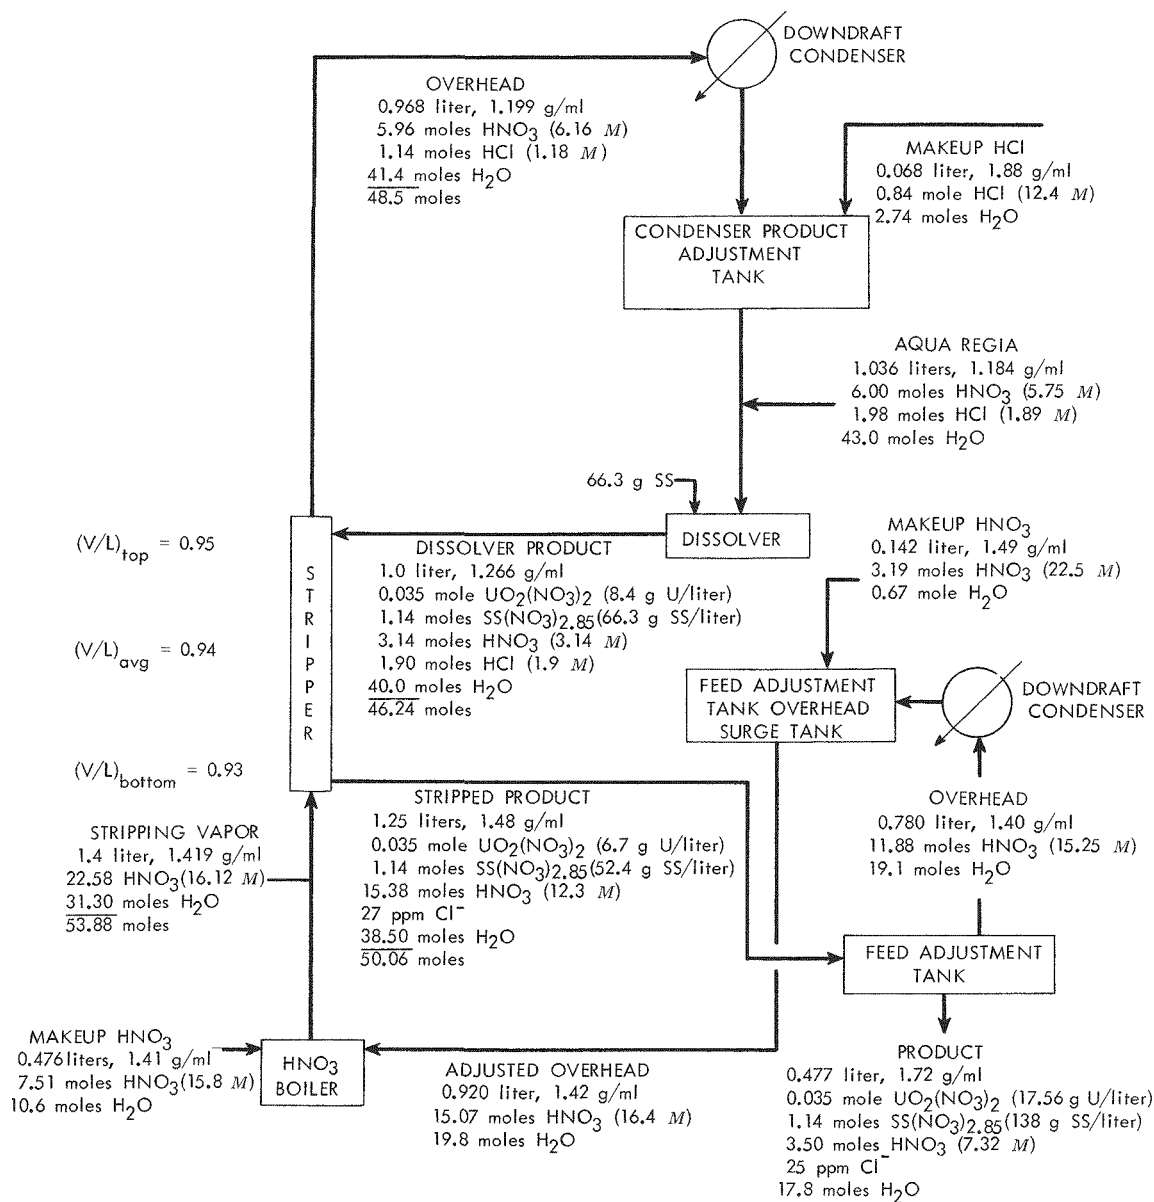 DOWNDRAFT
CONDENSER
OVERHEAD
0.968 liter, 1.199 g/ml
5.96 moles HNO3 (6.16 M)
1.14 moles HCl (1.18 M)
41.4 moles H2O
48.5 moles
MAKEUP HCl
0.068 liter, 1.88 g/ml
0.84 mole HCl (12.4 M)
2.74 moles H2O
CONDENSER PRODUCT
ADJUSTMENT
TANK
AQUA REGIA
1.036 liters, 1.184 g/ml
6.00 moles HNO3 (5.75 M)
1.98 moles HCl (1.89 M)
43.0 moles H2O
66.3 g SS
DISSOLVER
(V/L)top = 0.95
(V/L)avg = 0.94
(V/L)bottom = 0.93
STRIPPER
DISSOLVER PRODUCT
1.0 liter, 1.266 g/ml
0.035 mole UO2(NO3)2 (8.4 g U/liter)
1.14 moles SS(NO3)2.85(66.3 g SS/liter)
3.14 moles HNO3 (3.14 M)
1.90 moles HCl (1.9 M)
40.0 moles H2O
46.24 moles
MAKEUP HNO3
0.142 liter, 1.49 g/ml
3.19 moles HNO3 (22.5 M)
0.67 mole H2O
FEED ADJUSTMENT
TANK OVERHEAD
SURGE TANK
DOWNDRAFT
CONDENSER
STRIPPING VAPOR
1.4 liter, 1.419 g/ml
22.58 HNO3(16.12 M)
31.30 moles H2O
53.88 moles
STRIPPED PRODUCT
1.25 liters, 1.48 g/ml
0.035 mole UO2(NO3)2 (6.7 g U/liter)
1.14 moles SS(NO3)2.85(52.4 g SS/liter)
15.38 moles HNO3 (12.3 M)
27 ppm Cl-
38.50 moles H2O
50.06 moles
OVERHEAD
0.780 liter, 1.40 g/ml
11.88 moles HNO3 (15.25 M)
19.1 moles H2O
FEED ADJUSTMENT
TANK
MAKEUP HNO3
0.476 liters, 1.41 g/ml
7.51 moles HNO3(15.8 M)
10.6 moles H2O
HNO3
BOILER
ADJUSTED OVERHEAD
0.920 liter, 1.42 g/ml
15.07 moles HNO3 (16.4 M)
19.8 moles H2O
PRODUCT
0.477 liter, 1.72 g/ml
0.035 mole UO2(NO3)2 (17.56 g U/liter)
1.14 moles SS(NO3)2.85(138 g SS/liter)
3.50 moles HNO3 (7.32 M)
25 ppm Cl-
17.8 moles H2O